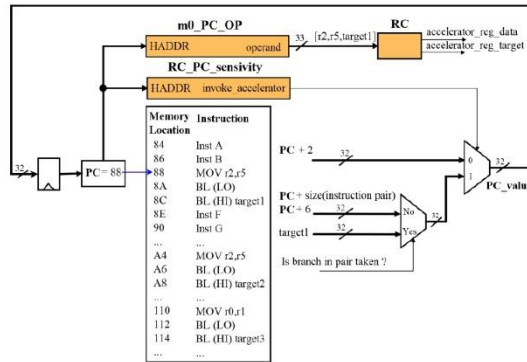 m0_PC_OP
RC
HADDR operand
33
[r2,r5,target1]
accelerator_reg_data
accelerator_reg_target
RC_PC_sensivity
HADDR invoke_accelerator
32
PC = 88
Memory Location Instruction
84 Inst A
86 Inst B
88 MOV r2,r5
8A BL (LO)
8C BL (HI) target1
8E Inst F
90 Inst G
... ...
A4 MOV r2,r5
A6 BL (LO)
A8 BL (HI) target2
... ...
110 MOV r0,r1
112 BL (LO)
114 BL (HI) target3
... ...
PC + 2
32
0
1
32
PC_value
PC + size(instruction pair)
PC + 6
32
No
Yes
32
target1
32
Is branch in pair taken ?